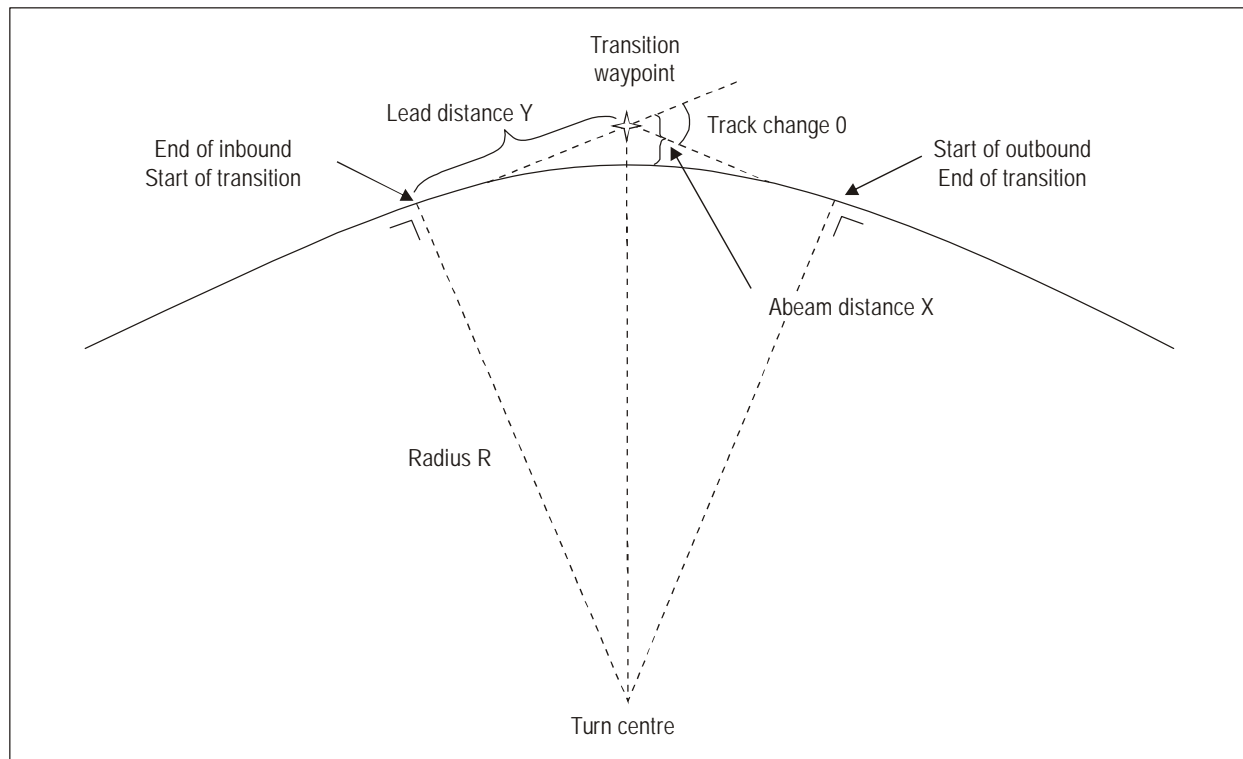 Transition
waypoint
Lead distance Y
Track change 0
End of inbound
Start of transition
Start of outbound
End of transition
Abeam distance X
Radius R
Turn centre